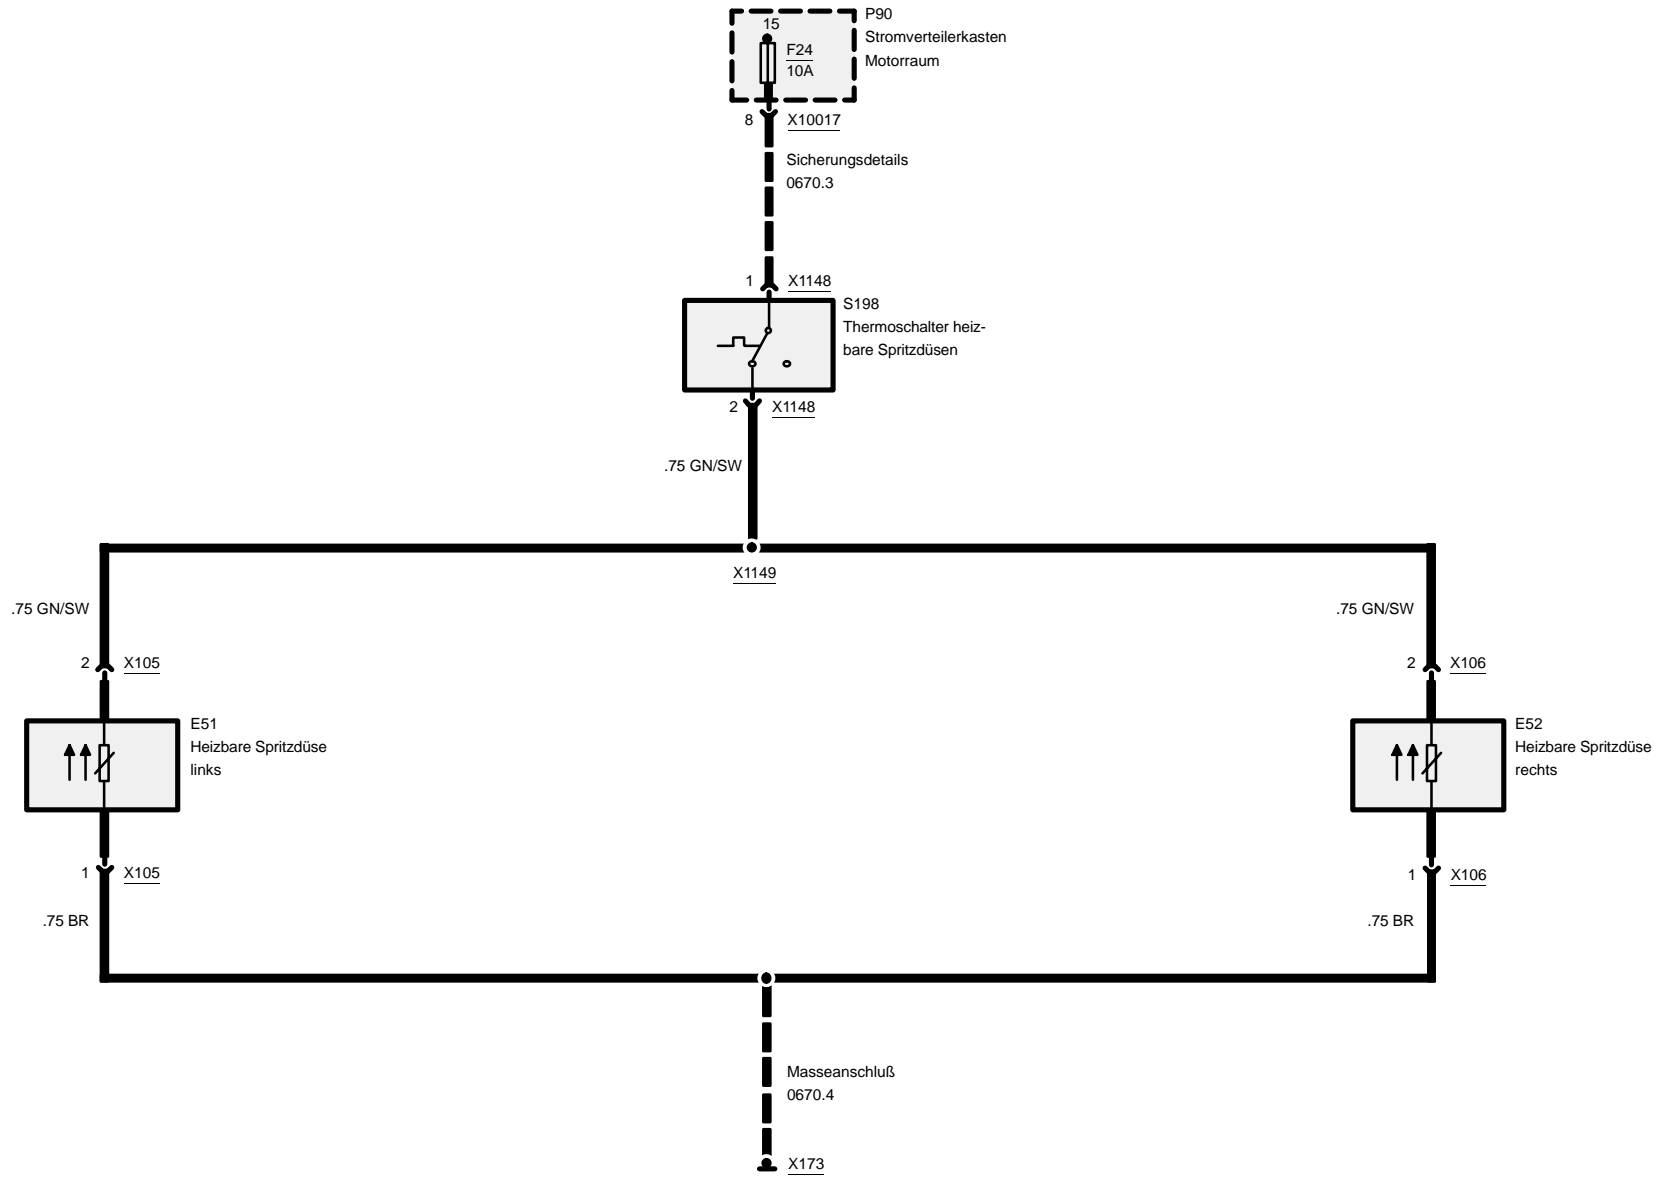 15
P90
Stromverteilerkasten
Motorraum
F24
10A
8
X10017
Sicherungsdetails
0670.3
1
X1148
S198
Thermoschalter heiz-
bare Spritzdüsen
2
X1148
.75 GN/SW
X1149
.75 GN/SW
.75 GN/SW
2
X105
2
X106
E51
Heizbare Spritzdüse
links
E52
Heizbare Spritzdüse
rechts
1
X105
1
X106
.75 BR
.75 BR
Masseanschluß
0670.4
X173